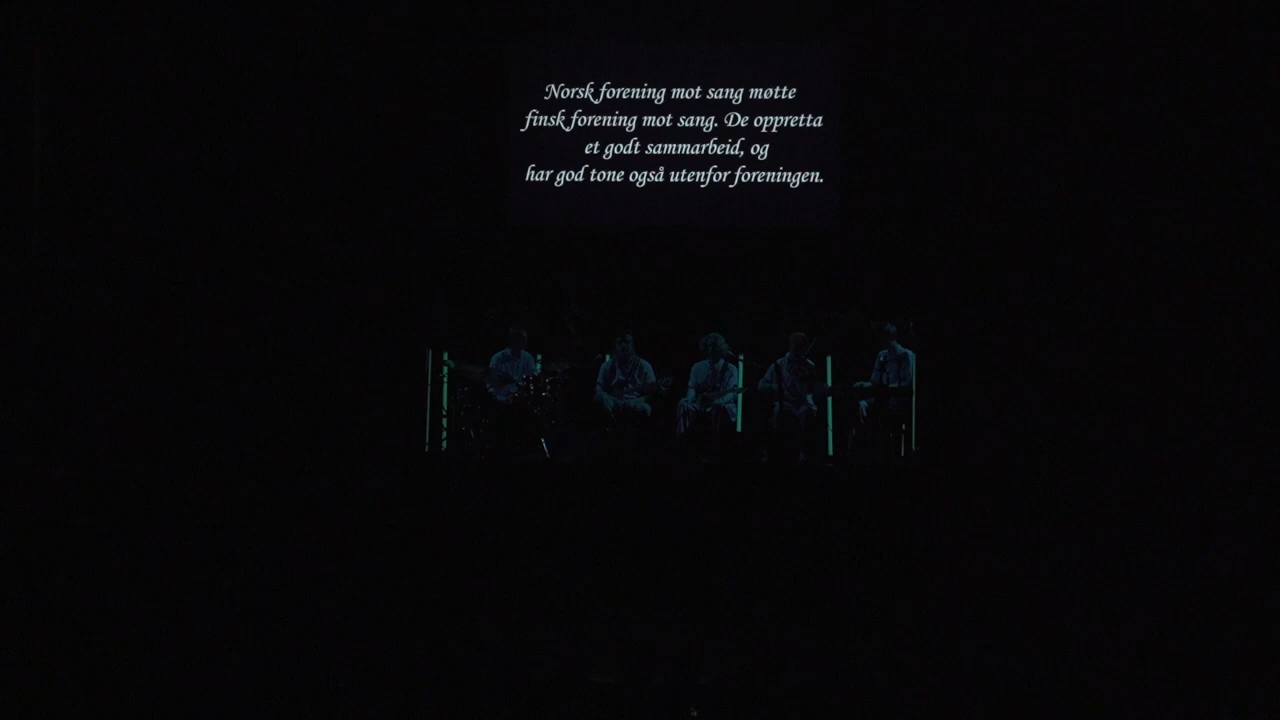 Norsk forening mot sang møtte
finsk forening mot sang. De oppretta
et godt sammarbeid, og
har god tone også utenfor foreningen.